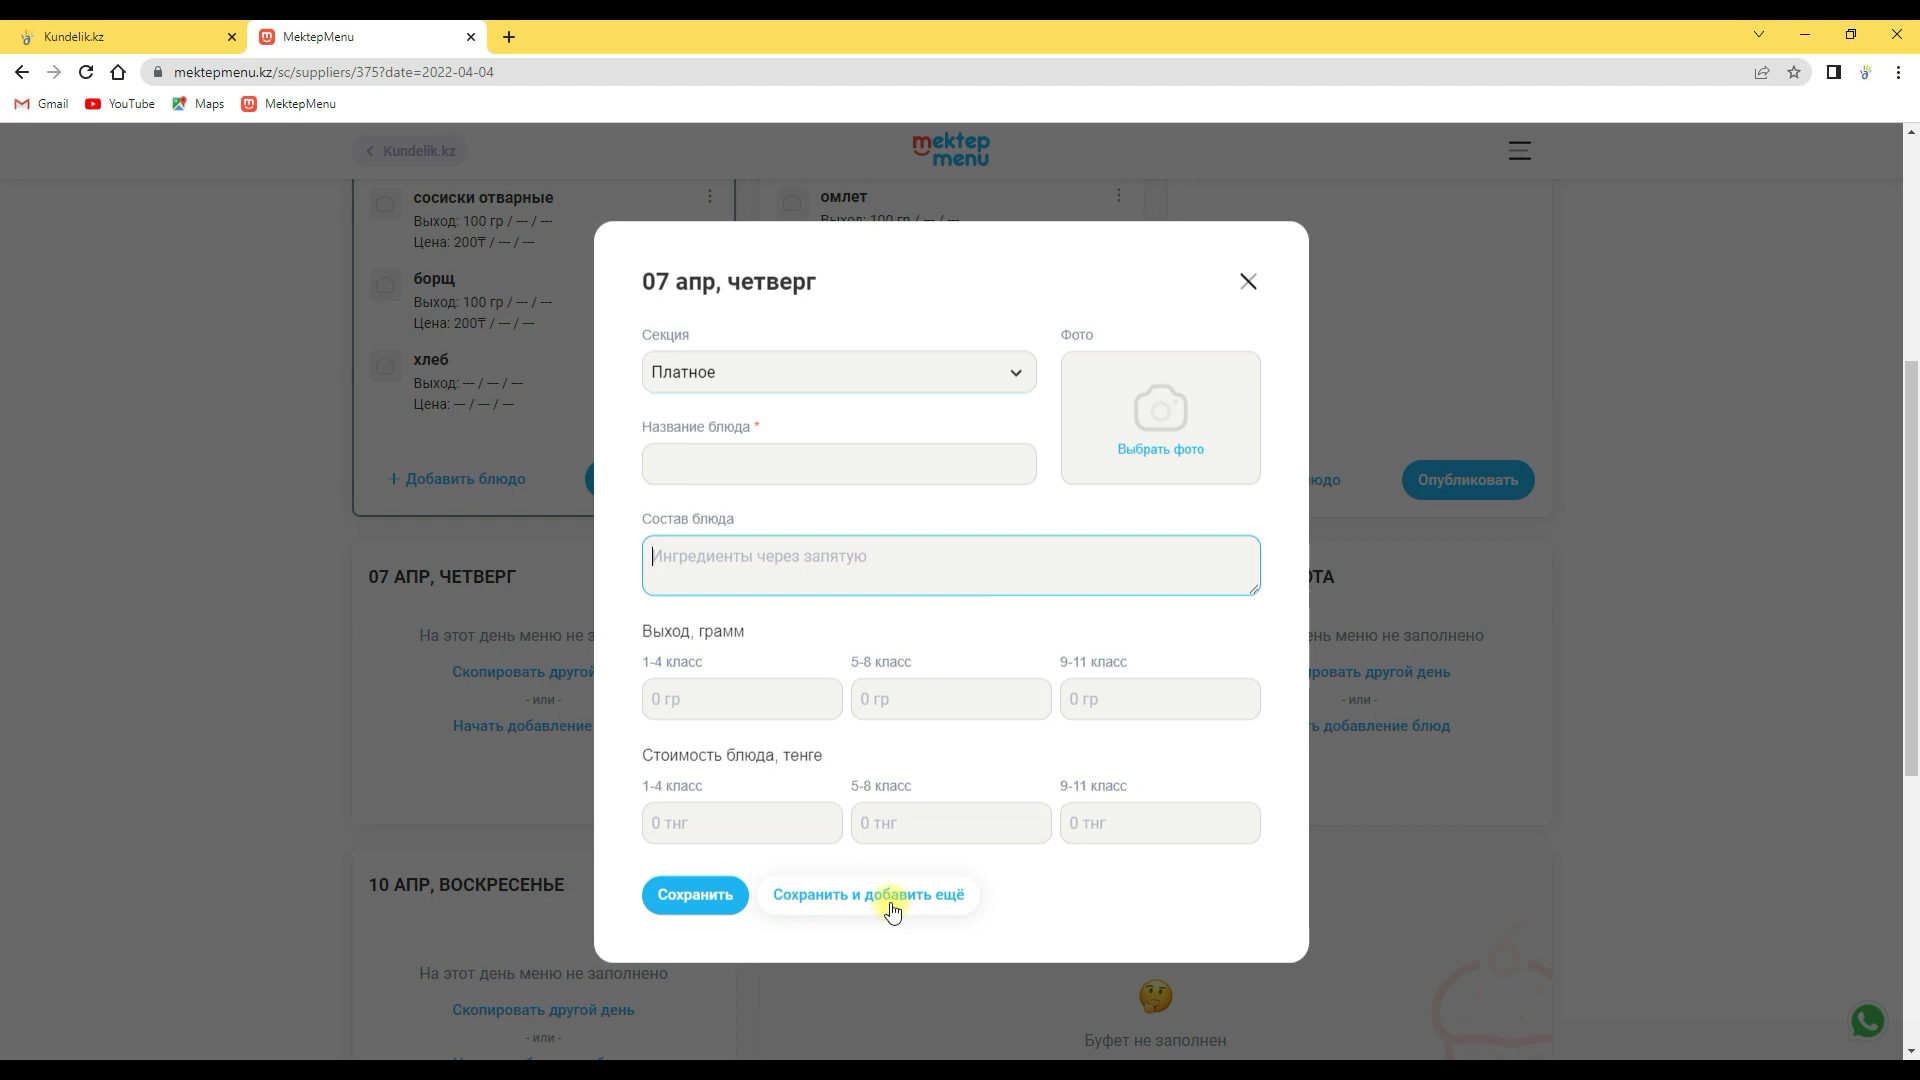 Kundelik.kz
MektepMenu
mektepmenu.kz/sc/suppliers/375?date=2022-04-04
Gmail
YouTube
Maps
MektepMenu
Kundelik.kz
mektep
menu
сосиски отварные
Выход: 100 гр / --- / ---
Цена: 200₸ / --- / ---
борщ
Выход: 100 гр / --- / ---
Цена: 200₸ / --- / ---
хлеб
Выход: --- / --- / ---
Цена: --- / --- / ---
+ Добавить блюдо
омлет
Выход: 100 гр / --- / ---
Опубликовать
07 апр, четверг
Секция
Платное
Фото
Выбрать фото
Название блюда *
Состав блюда
Ингредиенты через запятую
Выход, грамм
1-4 класс
5-8 класс
9-11 класс
0 гр
0 гр
0 гр
Стоимость блюда, тенге
1-4 класс
5-8 класс
9-11 класс
0 тнг
0 тнг
0 тнг
Сохранить
Сохранить и добавить ещё
07 АПР, ЧЕТВЕРГ
На этот день меню не з
Скопировать другой
- или -
Начать добавление
ОТА
ень меню не заполнено
ровать другой день
- или -
ь добавление блюд
10 АПР, ВОСКРЕСЕНЬЕ
На этот день меню не заполнено
Скопировать другой день
- или -
Буфет не заполнен